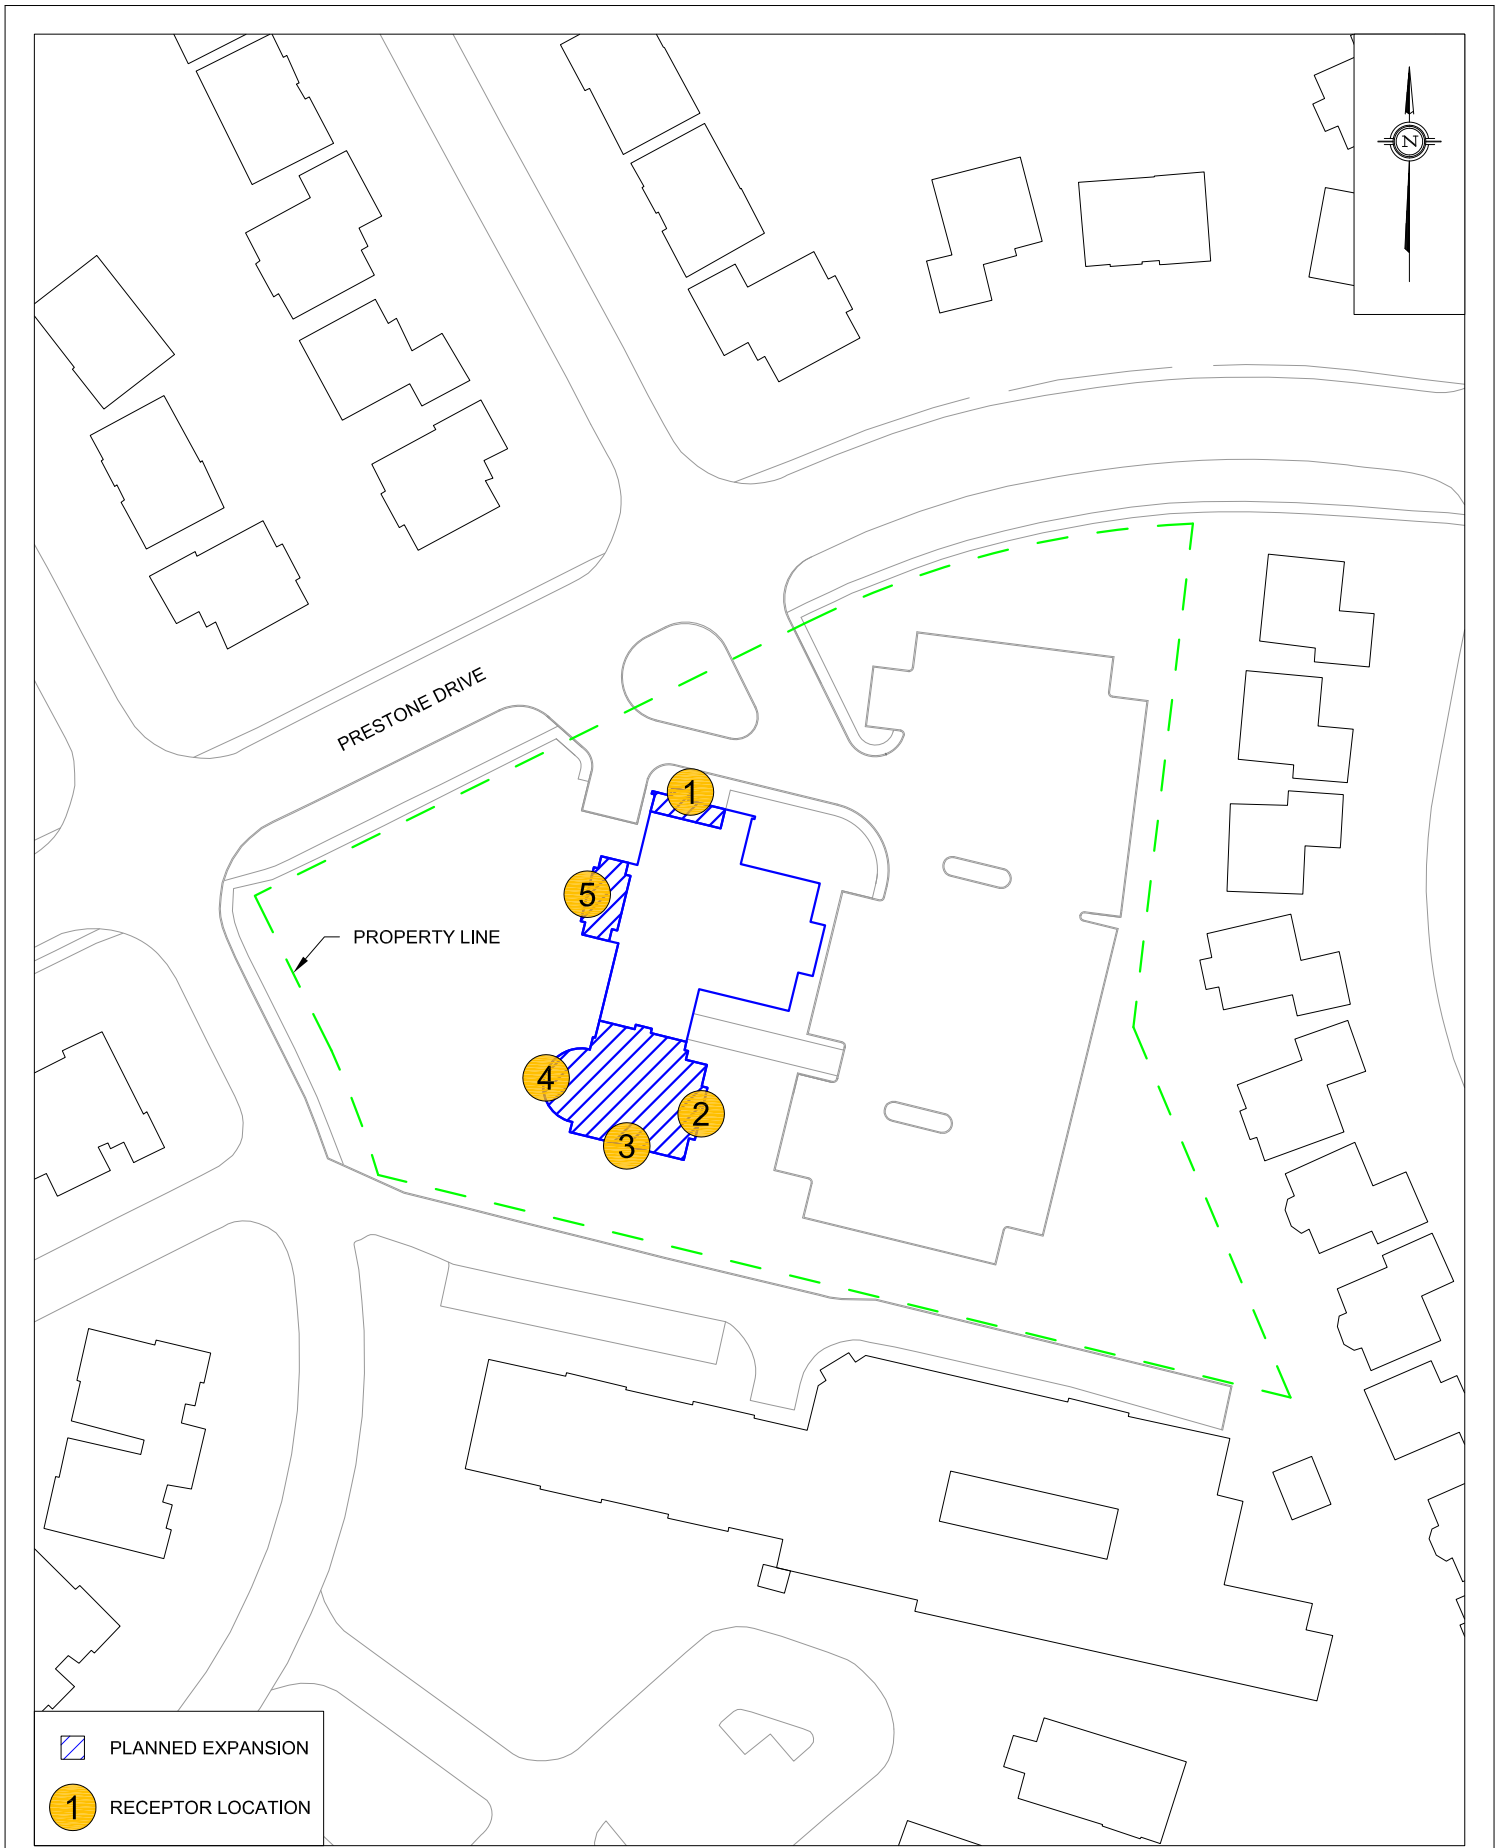 N
PRESTONE DRIVE
1
5
PROPERTY LINE
4
2
3
PLANNED EXPANSION
1 RECEPTOR LOCATION